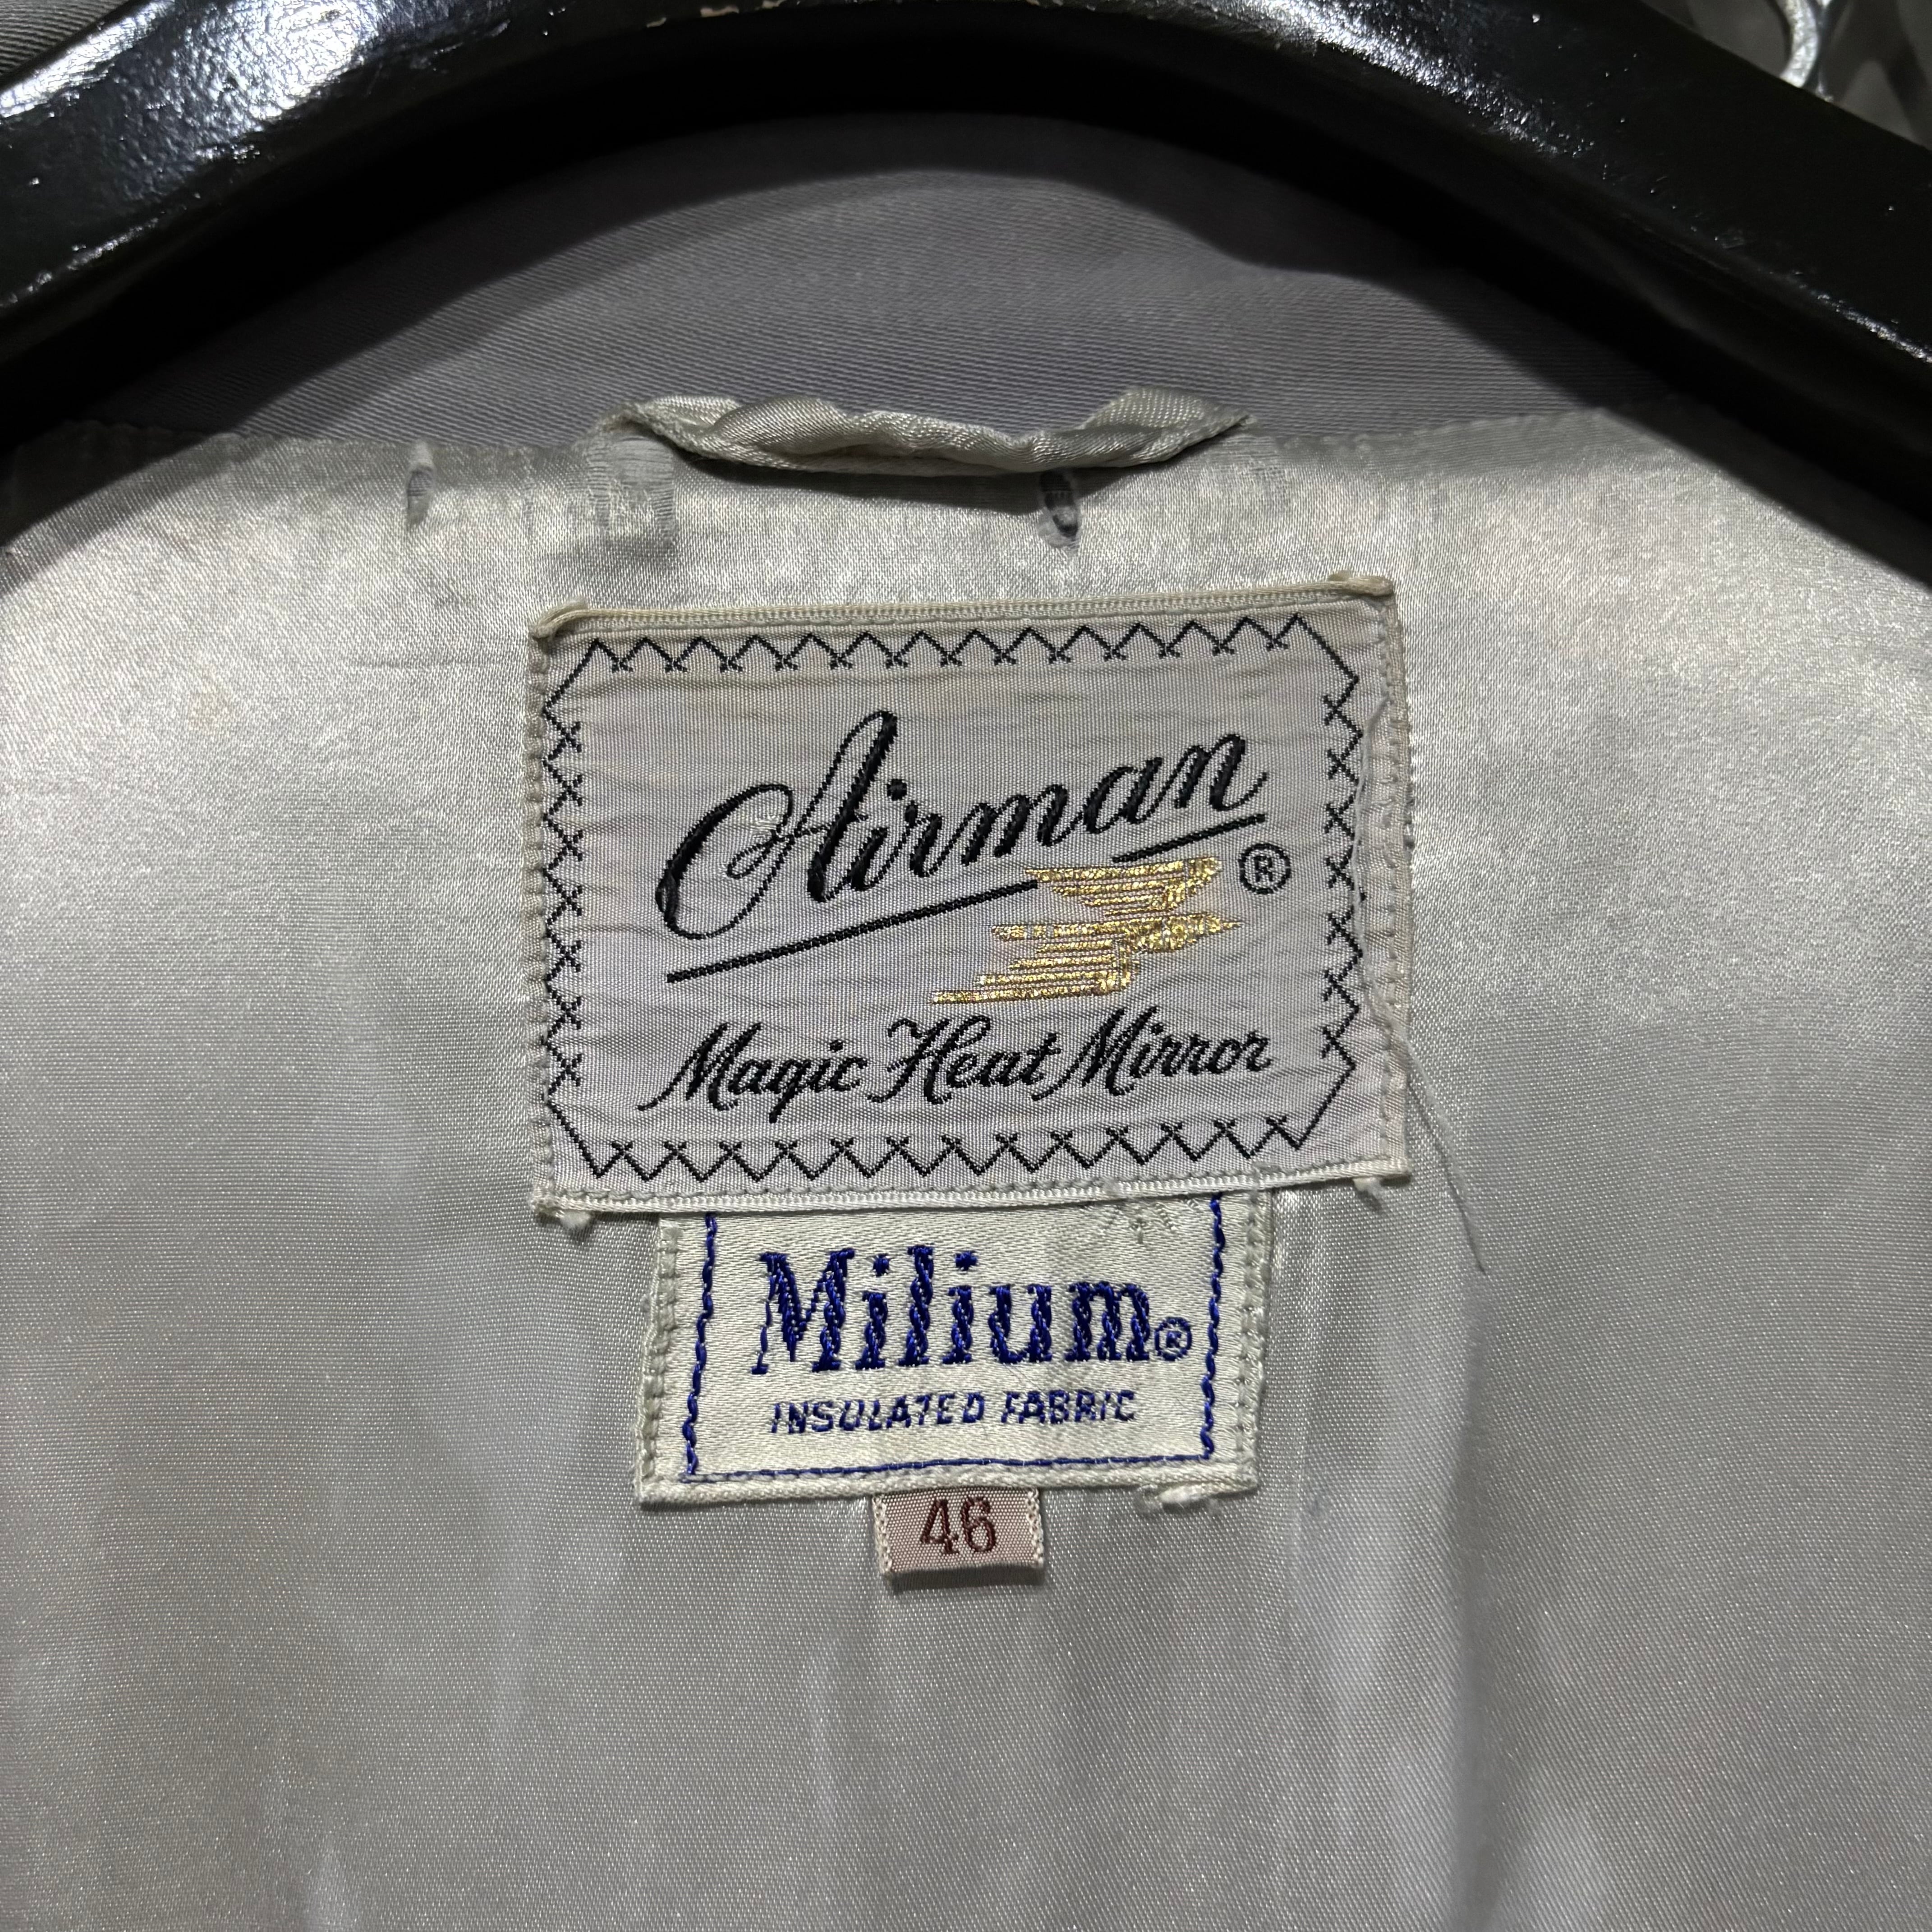 Airman ®
Magic Heat Mirror
Milium®
INSULATED FABRIC
46